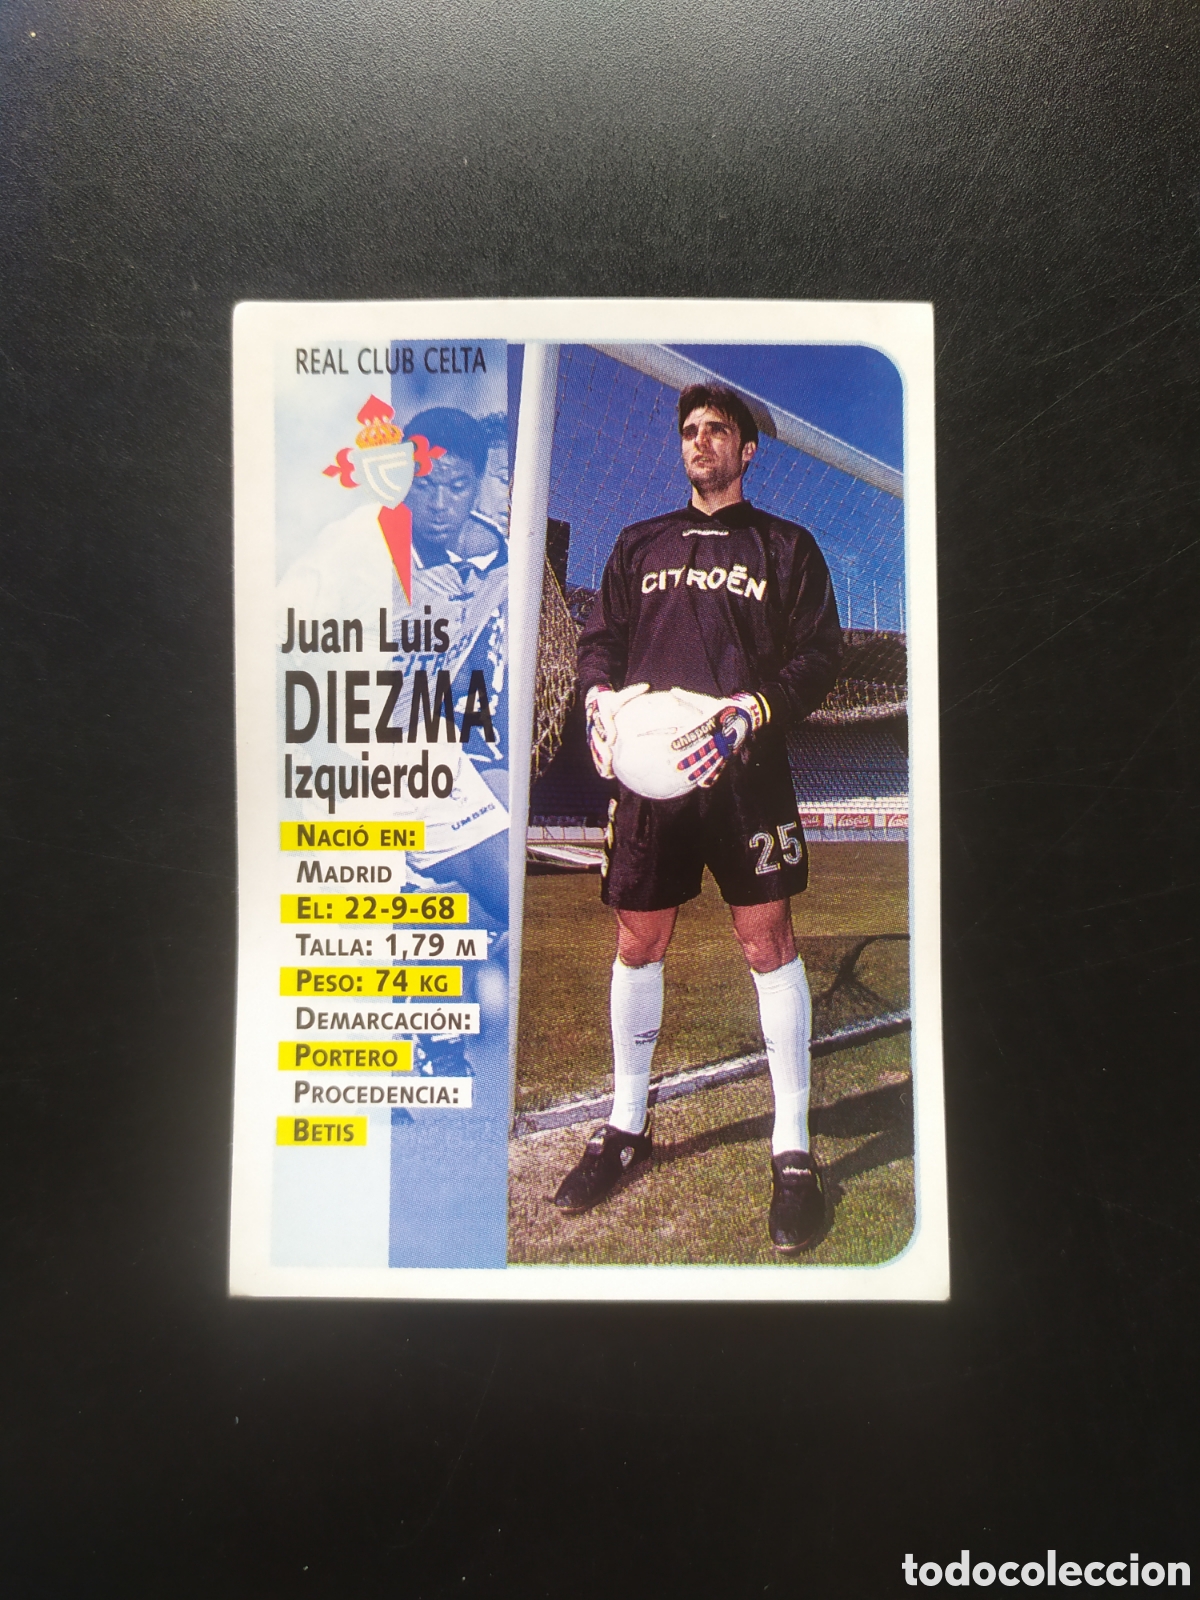 REAL CLUB CELTA
Juan Luis
DIEZMA
Izquierdo
NACIÓ EN:
MADRID
EL: 22-9-68
TALLA: 1,79 M
PESO: 74 KG
DEMARCACIÓN:
PORTERO
PROCEDENCIA:
BETIS
CITROËN
25
UMBRO
todocoleccion